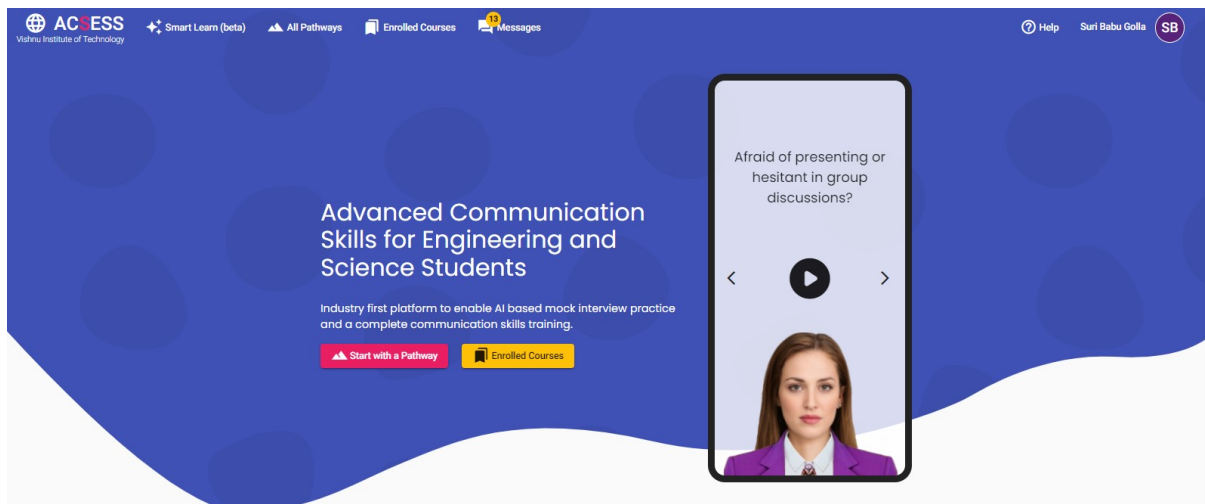 ACSESS
Vishnu Institute of Technology
Smart Learn (beta)
All Pathways
Enrolled Courses
13
Messages
Help
Suri Babu Golla
SB
Advanced Communication
Skills for Engineering and
Science Students
Industry first platform to enable AI based mock interview practice
and a complete communication skills training.
Start with a Pathway
Enrolled Courses
Afraid of presenting or
hesitant in group
discussions?